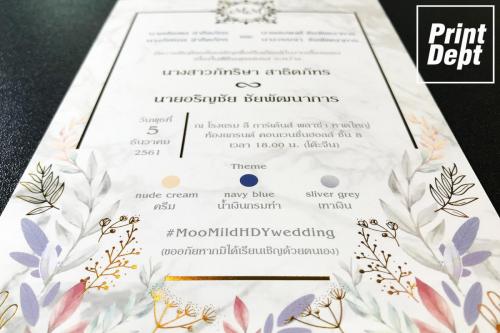 Print
Dept
นางสาวภัทริษา สาธิตภัทร
นายอริญชัย ชัยพัฒนาการ
วันพุธที่
5
ธันวาคม
2561
ณ โรงแรม ลี การ์เด้นส์ พลาซ่า หาดใหญ่
ห้องแกรนด์ คอนเวนชั่นฮอลล์ ชั้น 8
เวลา 18.00 น. (โต๊ะจีน)
Theme
nude cream
navy blue
sliver grey
ครีม
น้ำเงินกรมท่า
เทาเงิน
#MooMildHDYwedding
(ขออภัยหากมิได้เรียนเชิญด้วยตนเอง)